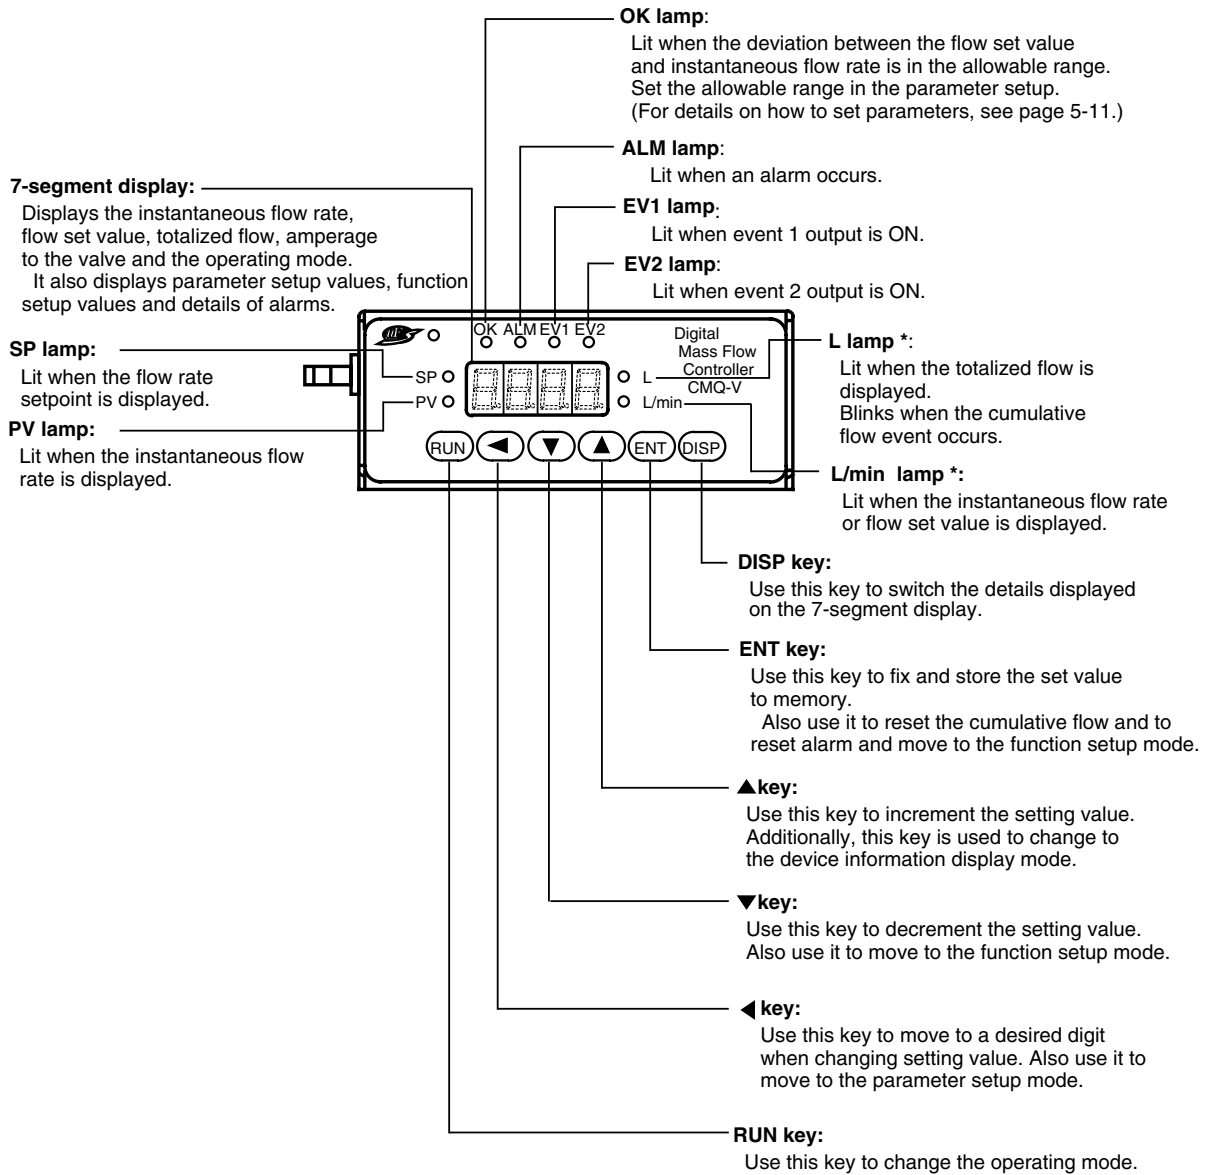 OK lamp:
Lit when the deviation between the flow set value
and instantaneous flow rate is in the allowable range.
Set the allowable range in the parameter setup.
(For details on how to set parameters, see page 5-11.)
ALM lamp:
Lit when an alarm occurs.
EV1 lamp:
Lit when event 1 output is ON.
EV2 lamp:
Lit when event 2 output is ON.
7-segment display:
Displays the instantaneous flow rate,
flow set value, totalized flow, amperage
to the valve and the operating mode.
It also displays parameter setup values, function
setup values and details of alarms.
SP lamp:
Lit when the flow rate
setpoint is displayed.
PV lamp:
Lit when the instantaneous flow
rate is displayed.
OK ALM EV1 EV2
Digital
Mass Flow
Controller
CMQ-V
SP
PV
L
L/min
RUN ◀ ▼ ▲ ENT DISP
L lamp *:
Lit when the totalized flow is
displayed.
Blinks when the cumulative
flow event occurs.
L/min lamp *:
Lit when the instantaneous flow rate
or flow set value is displayed.
DISP key:
Use this key to switch the details displayed
on the 7-segment display.
ENT key:
Use this key to fix and store the set value
to memory.
Also use it to reset the cumulative flow and to
reset alarm and move to the function setup mode.
▲key:
Use this key to increment the setting value.
Additionally, this key is used to change to
the device information display mode.
▼key:
Use this key to decrement the setting value.
Also use it to move to the function setup mode.
◀ key:
Use this key to move to a desired digit
when changing setting value. Also use it to
move to the parameter setup mode.
RUN key:
Use this key to change the operating mode.